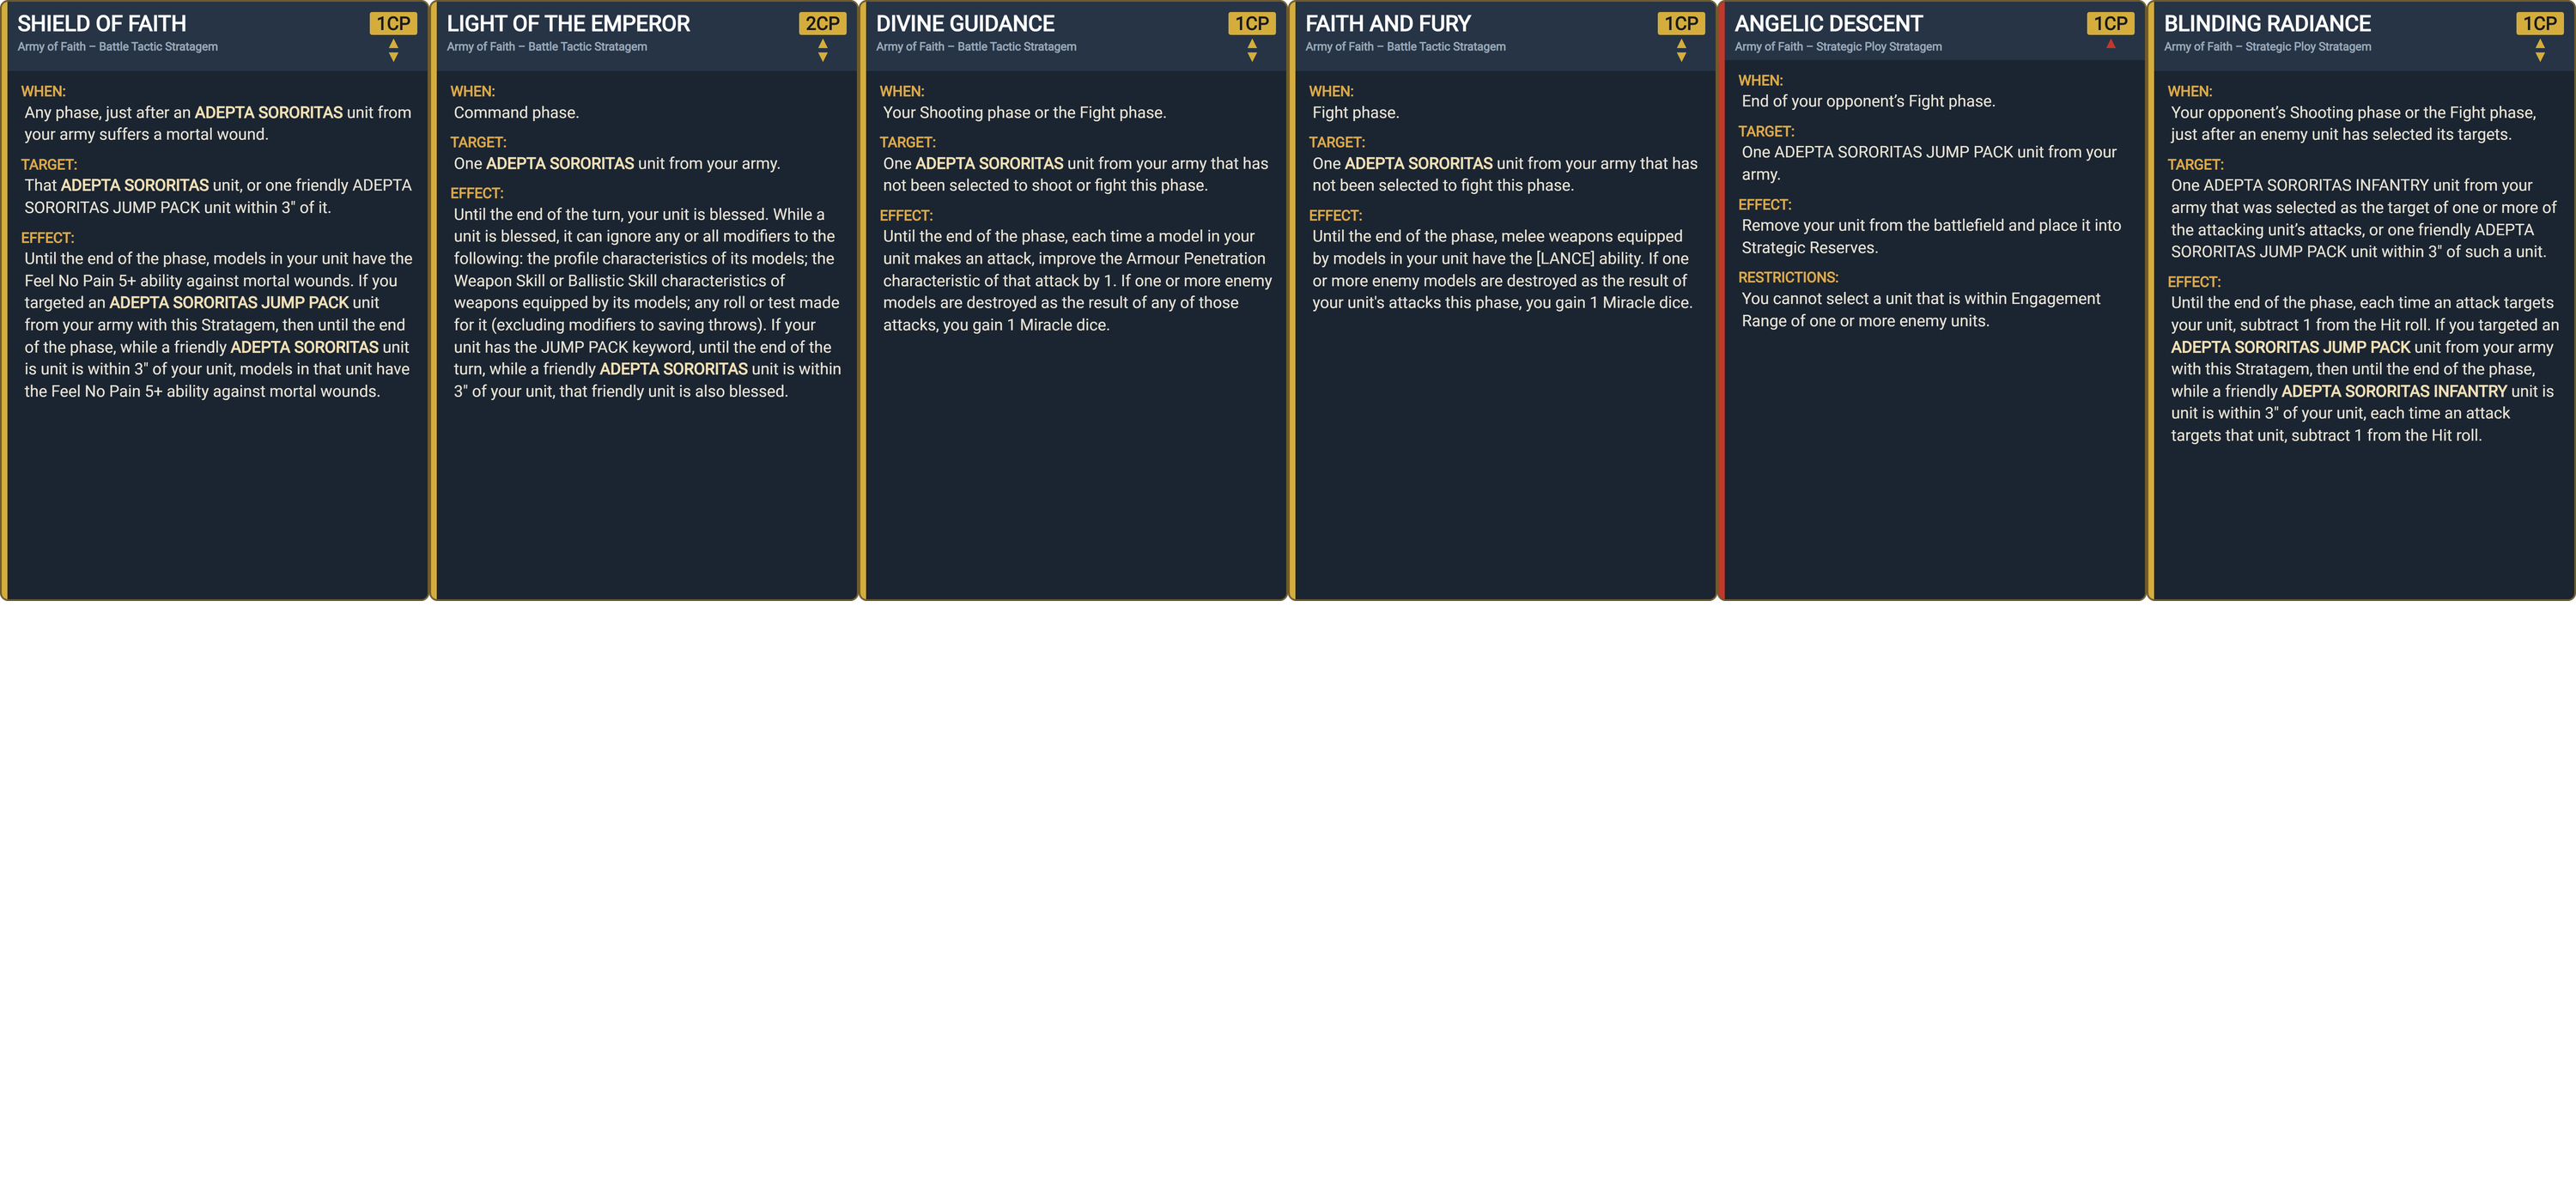 SHIELD OF FAITH
1CP
Army of Faith – Battle Tactic Stratagem
WHEN:
Any phase, just after an ADEPTA SORORITAS unit from
your army suffers a mortal wound.
TARGET:
That ADEPTA SORORITAS unit, or one friendly ADEPTA
SORORITAS JUMP PACK unit within 3" of it.
EFFECT:
Until the end of the phase, models in your unit have the
Feel No Pain 5+ ability against mortal wounds. If you
targeted an ADEPTA SORORITAS JUMP PACK unit
from your army with this Stratagem, then until the end
of the phase, while a friendly ADEPTA SORORITAS unit
is unit is within 3" of your unit, models in that unit have
the Feel No Pain 5+ ability against mortal wounds.
LIGHT OF THE EMPEROR
2CP
Army of Faith – Battle Tactic Stratagem
WHEN:
Command phase.
TARGET:
One ADEPTA SORORITAS unit from your army.
EFFECT:
Until the end of the turn, your unit is blessed. While a
unit is blessed, it can ignore any or all modifiers to the
following: the profile characteristics of its models; the
Weapon Skill or Ballistic Skill characteristics of
weapons equipped by its models; any roll or test made
for it (excluding modifiers to saving throws). If your
unit has the JUMP PACK keyword, until the end of the
turn, while a friendly ADEPTA SORORITAS unit is within
3" of your unit, that friendly unit is also blessed.
DIVINE GUIDANCE
1CP
Army of Faith – Battle Tactic Stratagem
WHEN:
Your Shooting phase or the Fight phase.
TARGET:
One ADEPTA SORORITAS unit from your army that has
not been selected to shoot or fight this phase.
EFFECT:
Until the end of the phase, each time a model in your
unit makes an attack, improve the Armour Penetration
characteristic of that attack by 1. If one or more enemy
models are destroyed as the result of any of those
attacks, you gain 1 Miracle dice.
FAITH AND FURY
1CP
Army of Faith – Battle Tactic Stratagem
WHEN:
Fight phase.
TARGET:
One ADEPTA SORORITAS unit from your army that has
not been selected to fight this phase.
EFFECT:
Until the end of the phase, melee weapons equipped
by models in your unit have the [LANCE] ability. If one
or more enemy models are destroyed as the result of
your unit's attacks this phase, you gain 1 Miracle dice.
ANGELIC DESCENT
1CP
Army of Faith – Strategic Ploy Stratagem
WHEN:
End of your opponent’s Fight phase.
TARGET:
One ADEPTA SORORITAS JUMP PACK unit from your
army.
EFFECT:
Remove your unit from the battlefield and place it into
Strategic Reserves.
RESTRICTIONS:
You cannot select a unit that is within Engagement
Range of one or more enemy units.
BLINDING RADIANCE
1CP
Army of Faith – Strategic Ploy Stratagem
WHEN:
Your opponent’s Shooting phase or the Fight phase,
just after an enemy unit has selected its targets.
TARGET:
One ADEPTA SORORITAS INFANTRY unit from your
army that was selected as the target of one or more of
the attacking unit’s attacks, or one friendly ADEPTA
SORORITAS JUMP PACK unit within 3" of such a unit.
EFFECT:
Until the end of the phase, each time an attack targets
your unit, subtract 1 from the Hit roll. If you targeted an
ADEPTA SORORITAS JUMP PACK unit from your army
with this Stratagem, then until the end of the phase,
while a friendly ADEPTA SORORITAS INFANTRY unit is
unit is within 3" of your unit, each time an attack
targets that unit, subtract 1 from the Hit roll.